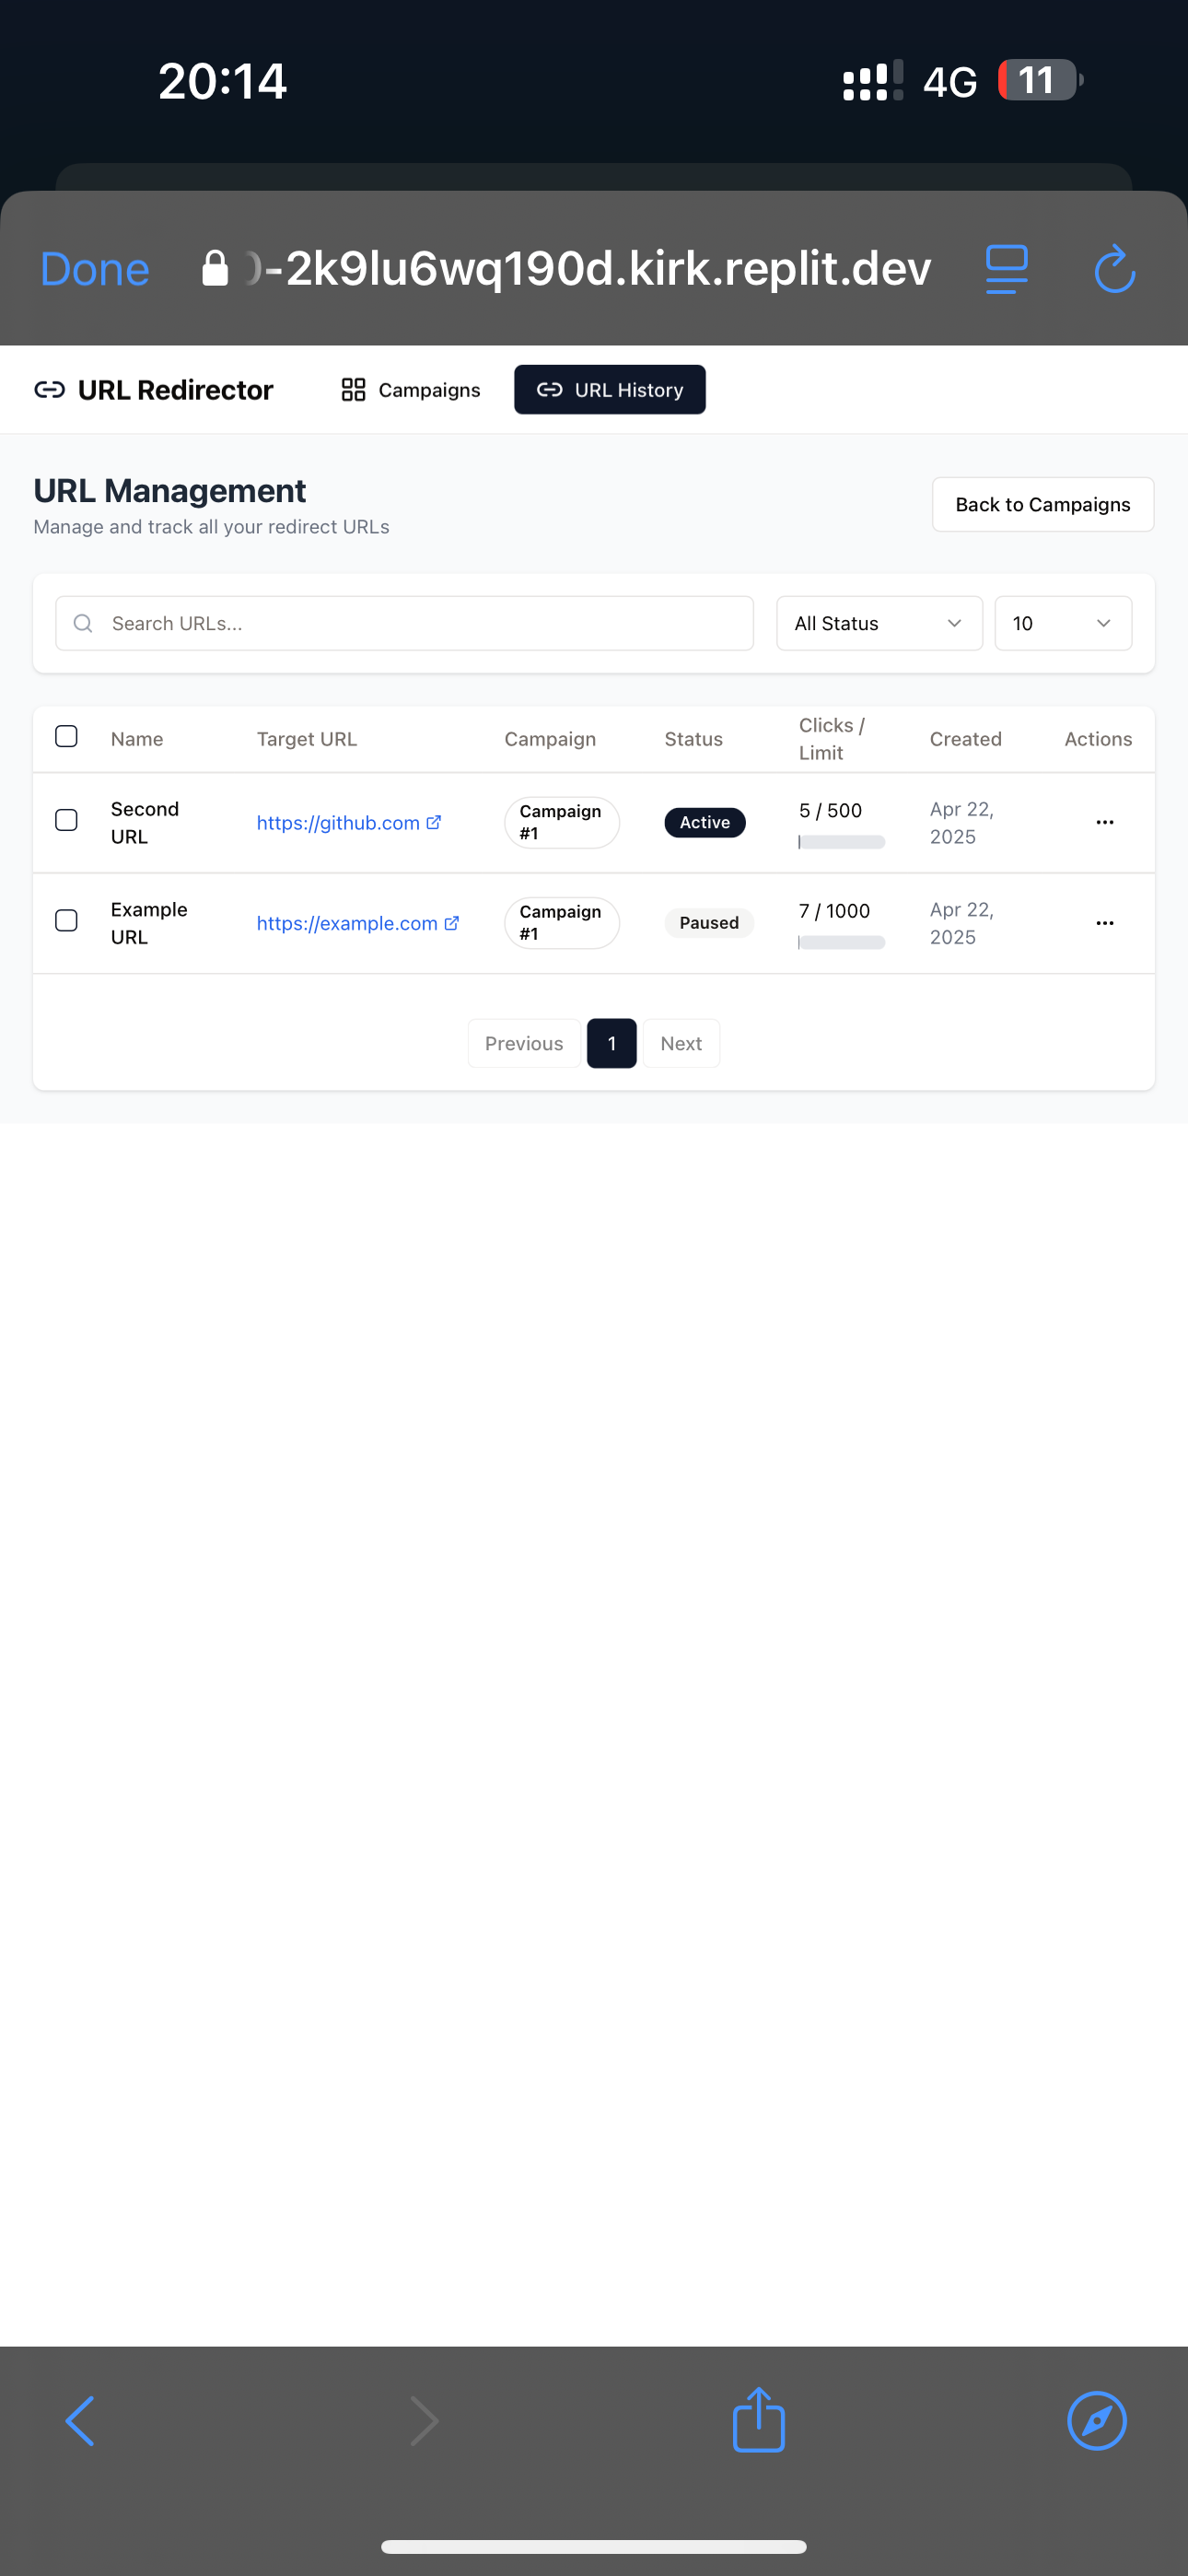 20:14
4G 11
Done
-2k9lu6wq190d.kirk.replit.dev
URL Redirector
Campaigns
URL History
URL Management
Manage and track all your redirect URLs
Back to Campaigns
Search URLs...
All Status
10
Name
Target URL
Campaign
Status
Clicks /
Limit
Created
Actions
Second
URL
https://github.com
Campaign
#1
Active
5 / 500
Apr 22,
2025
Example
URL
https://example.com
Campaign
#1
Paused
7 / 1000
Apr 22,
2025
Previous
1
Next